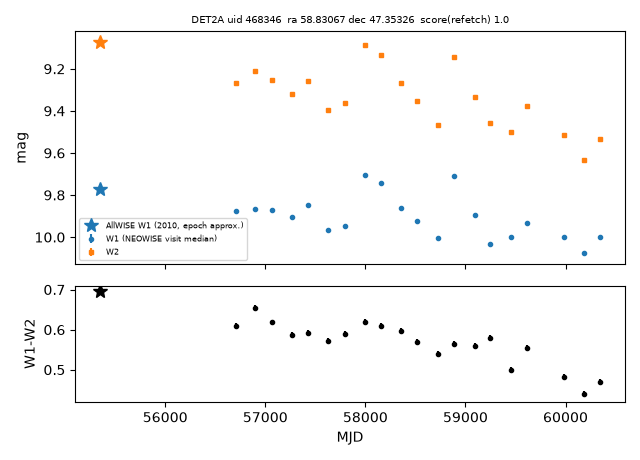 DET2A uid 468346  ra 58.83067 dec 47.35326  score(refetch) 1.0
mag
9.2
9.4
9.6
9.8
10.0
AllWISE W1 (2010, epoch approx.)
W1 (NEOWISE visit median)
W2
W1-W2
0.7
0.6
0.5
56000
57000
58000
59000
60000
MJD